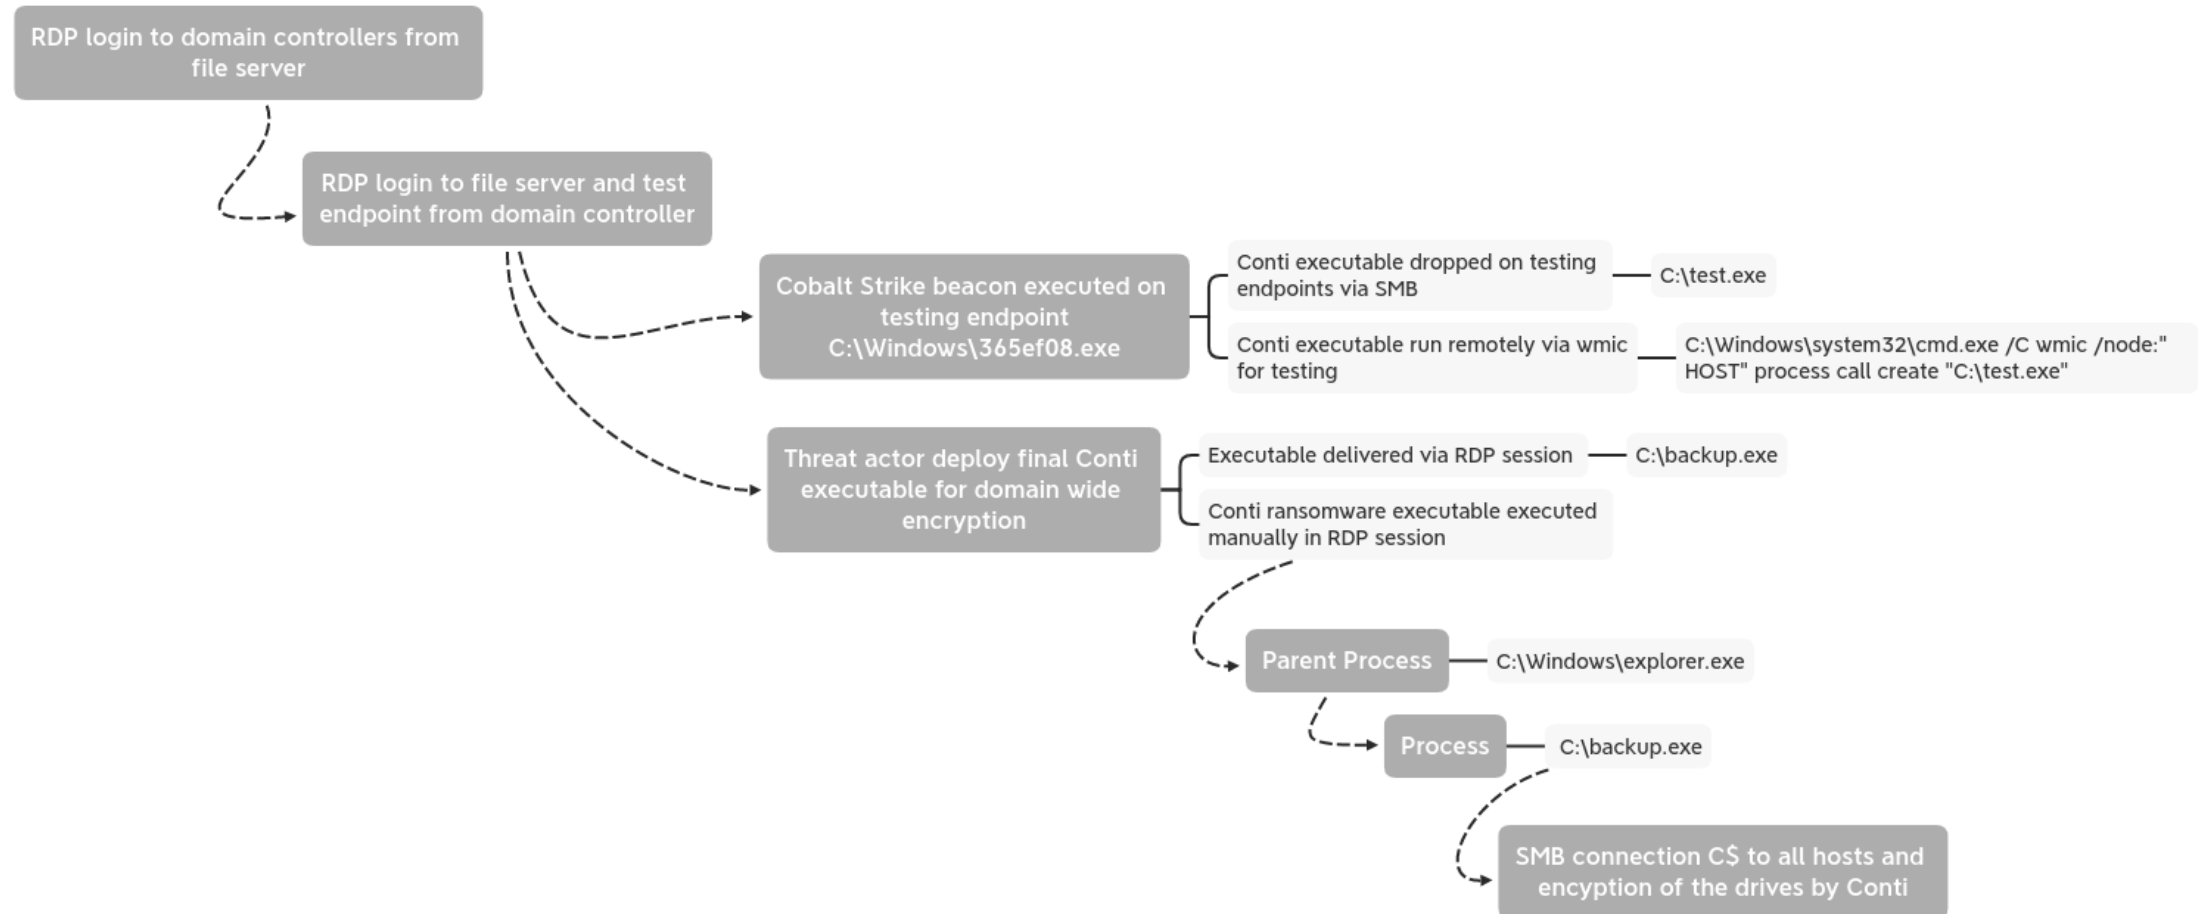 RDP login to domain controllers from
file server
RDP login to file server and test
endpoint from domain controller
Cobalt Strike beacon executed on
testing endpoint
C:\Windows\365ef08.exe
Conti executable dropped on testing
endpoints via SMB
C:\test.exe
Conti executable run remotely via wmic
for testing
C:\Windows\system32\cmd.exe /C wmic /node:"
HOST" process call create "C:\test.exe"
Threat actor deploy final Conti
executable for domain wide
encryption
Executable delivered via RDP session
C:\backup.exe
Conti ransomware executable executed
manually in RDP session
Parent Process
C:\Windows\explorer.exe
Process
C:\backup.exe
SMB connection C$ to all hosts and
encyption of the drives by Conti